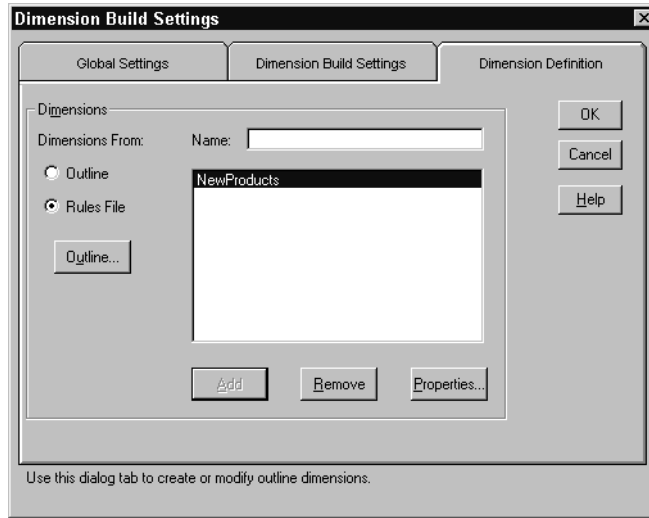 Dimension Build Settings
Global Settings
Dimension Build Settings
Dimension Definition
Dimensions
Dimensions From:
Name:
Outline
Rules File
Outline...
NewProducts
Add
Remove
Properties...
OK
Cancel
Help
Use this dialog tab to create or modify outline dimensions.